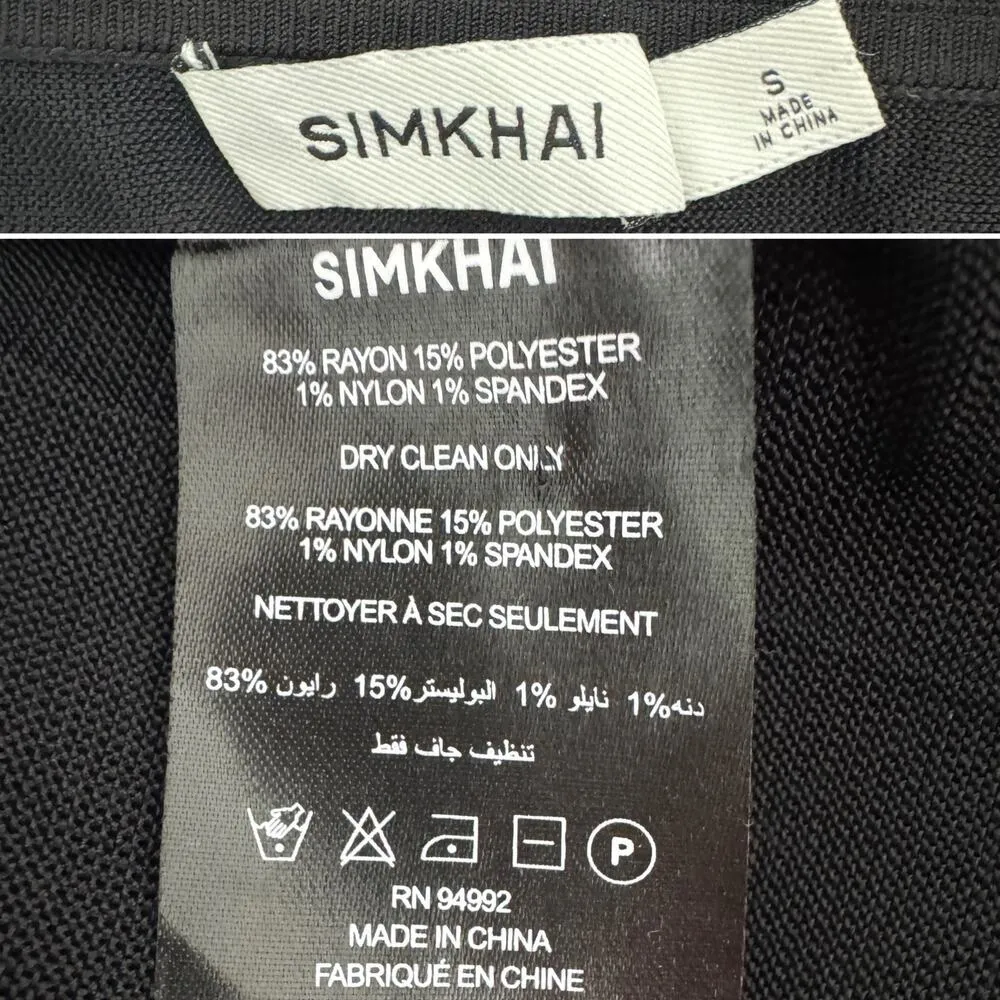 SIMKHAI
S
MADE
IN CHINA
SIMKHAI
83% RAYON 15% POLYESTER
1% NYLON 1% SPANDEX
DRY CLEAN ONLY
83% RAYONNE 15% POLYESTER
1% NYLON 1% SPANDEX
NETTOYER À SEC SEULEMENT
83% رايون 15% البوليستر 1% نايلو 1% دنه
تنظيف جاف فقط
P
RN 94992
MADE IN CHINA
FABRIQUÉ EN CHINE